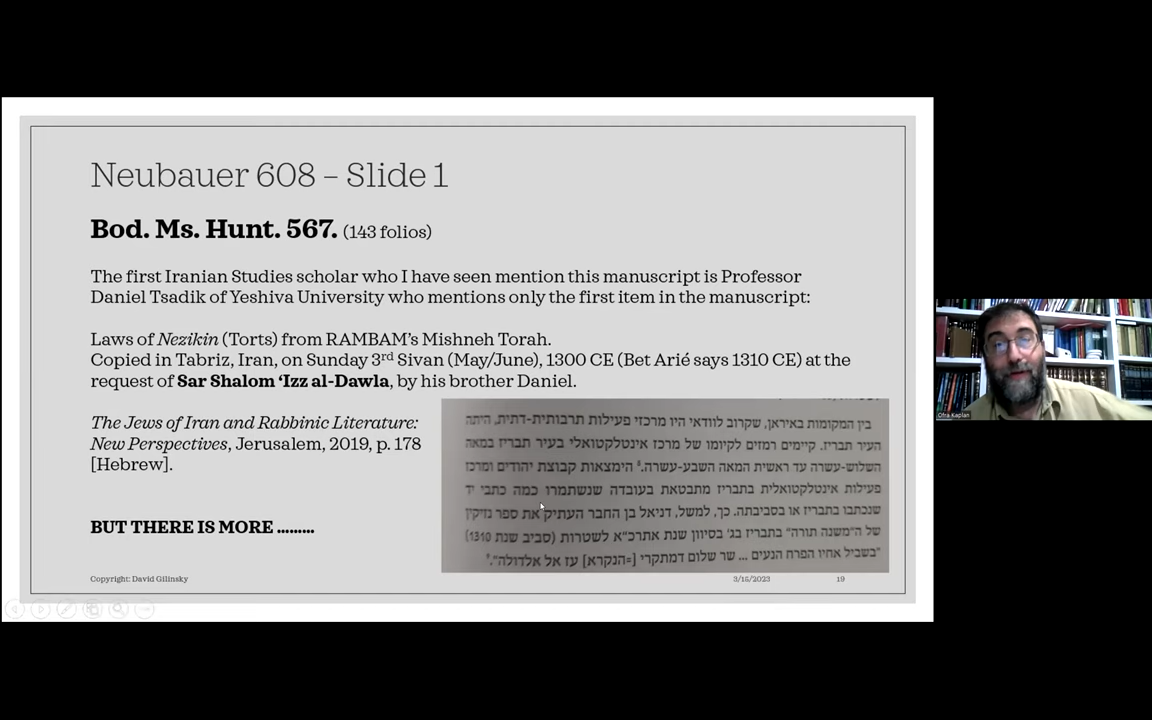 Neubauer 608 – Slide 1
Bod. Ms. Hunt. 567. (143 folios)
The first Iranian Studies scholar who I have seen mention this manuscript is Professor
Daniel Tsadik of Yeshiva University who mentions only the first item in the manuscript:
Laws of Nezikin (Torts) from RAMBAM's Mishneh Torah.
Copied in Tabriz, Iran, on Sunday 3rd Sivan (May/June), 1300 CE (Bet Arié says 1310 CE) at the
request of Sar Shalom ‘Izz al-Dawla, by his brother Daniel.
The Jews of Iran and Rabbinic Literature:
New Perspectives, Jerusalem, 2019, p. 178
[Hebrew].
BUT THERE IS MORE ………
בין המקומות באיראן, שקרוב לוודאי היו מרכזי פעילות תרבותית-דתית, היתה
העיר תבריז. קיימים רמזים לקיומו של מרכז אינטלקטואלי בעיר תבריז במאה
השלוש-עשרה עד ראשית המאה השבע-עשרה. הימצאות קבוצת יהודים ומרכז
פעילות אינטלקטואלית בתבריז מתבטאת בעובדה שנשתמרו כמה כתבי יד
שנכתבו בתבריז או בסביבתה. כך, למשל, דניאל בן החבר העתיק את ספר נזיקין
של ה"משנה תורה" בתבריז בג' בסיוון שנת אתרכ"א לשטרות (סביב שנת 1310)
"בשביל אחיו הפרח הנעים ... שר שלום דמתקרי [=הנקרא] עז אל אלדולה".
Copyright: David Gilinsky
3/15/2023
19
Ofra Kaplan